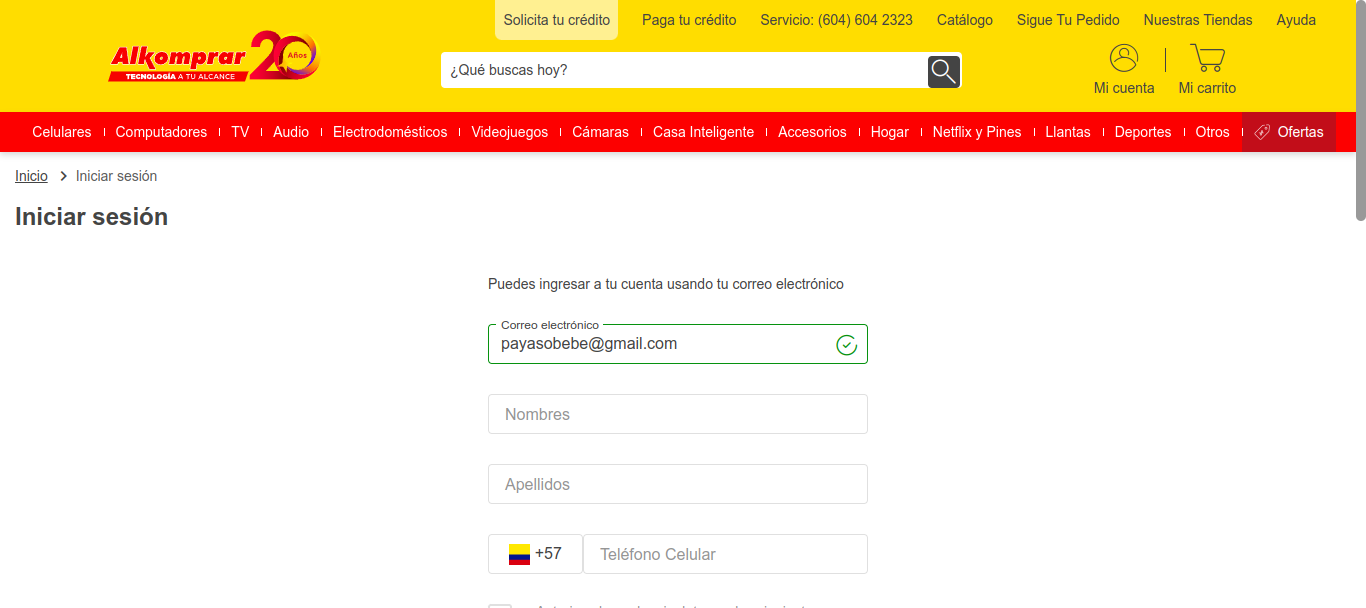 Solicita tu crédito Paga tu crédito Servicio: (604) 604 2323 Catálogo Sigue Tu Pedido Nuestras Tiendas Ayuda
Alkomprar 20 Años
TECNOLOGÍA A TU ALCANCE
¿Qué buscas hoy?
Mi cuenta Mi carrito
Celulares Computadores TV Audio Electrodomésticos Videojuegos Cámaras Casa Inteligente Accesorios Hogar Netflix y Pines Llantas Deportes Otros Ofertas
Inicio Iniciar sesión
Iniciar sesión
Puedes ingresar a tu cuenta usando tu correo electrónico
Correo electrónico
payasobebe@gmail.com
Nombres
Apellidos
+57 Teléfono Celular